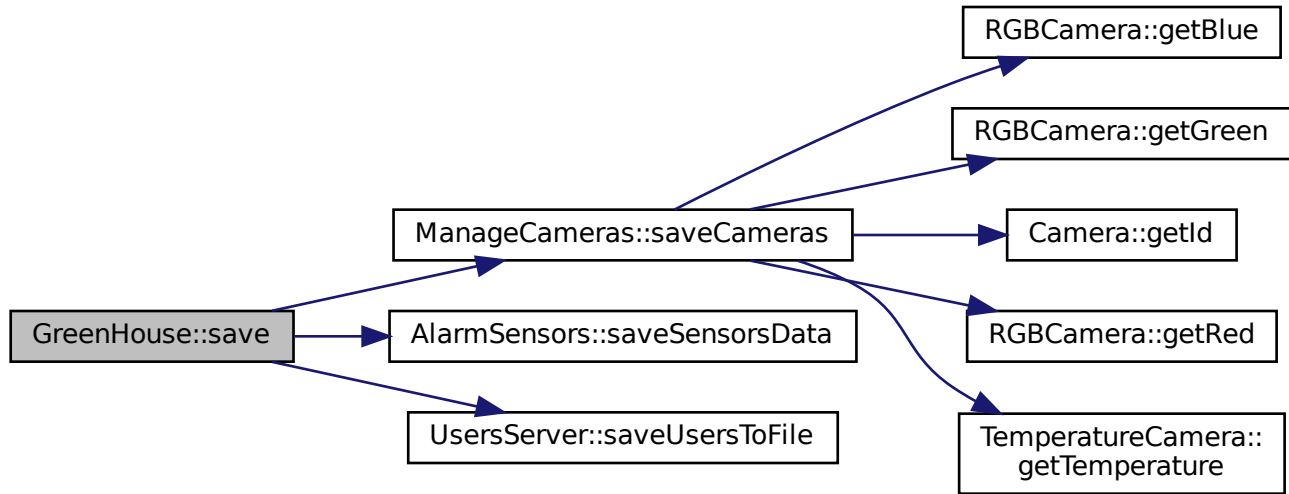 RGBCamera::getBlue
RGBCamera::getGreen
ManageCameras::saveCameras
Camera::getId
GreenHouse::save
AlarmSensors::saveSensorsData
RGBCamera::getRed
UsersServer::saveUsersToFile
TemperatureCamera::
getTemperature